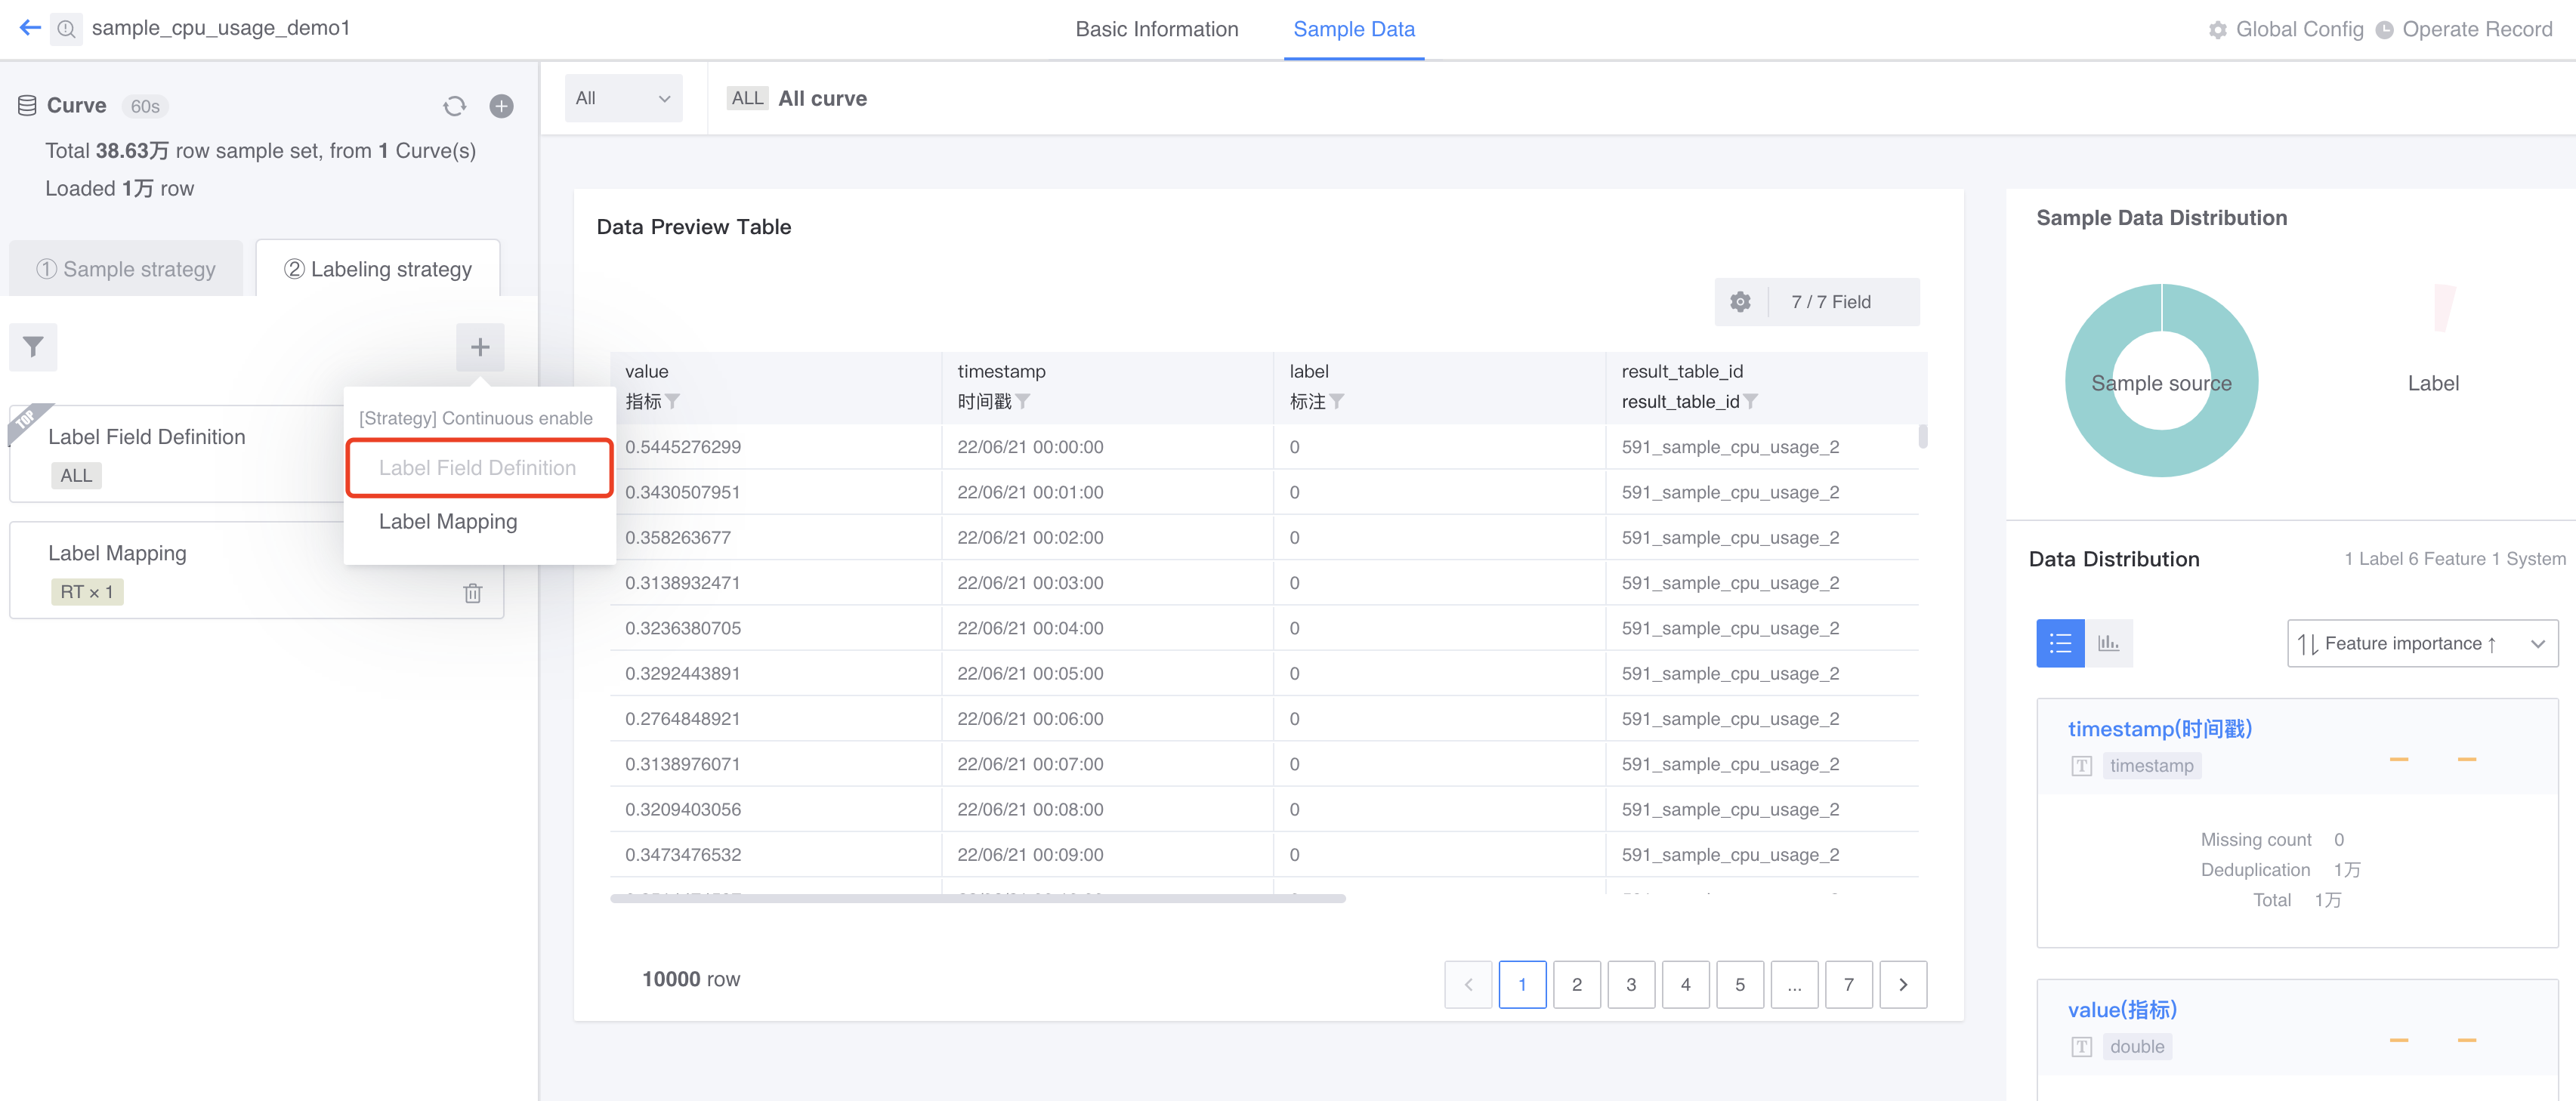 sample_cpu_usage_demo1
Basic Information
Sample Data
Global Config
Operate Record
Curve 60s
Total 38.63万 row sample set, from 1 Curve(s)
Loaded 1万 row
① Sample strategy
② Labeling strategy
TOP
Label Field Definition
ALL
Label Mapping
RT × 1
[Strategy] Continuous enable
Label Field Definition
Label Mapping
All
ALL All curve
Data Preview Table
7 / 7 Field
value timestamp label result_table_id
指标 时间戳 标注 result_table_id
0.5445276299 22/06/21 00:00:00 0 591_sample_cpu_usage_2
0.3430507951 22/06/21 00:01:00 0 591_sample_cpu_usage_2
0.358263677 22/06/21 00:02:00 0 591_sample_cpu_usage_2
0.3138932471 22/06/21 00:03:00 0 591_sample_cpu_usage_2
0.3236380705 22/06/21 00:04:00 0 591_sample_cpu_usage_2
0.3292443891 22/06/21 00:05:00 0 591_sample_cpu_usage_2
0.2764848921 22/06/21 00:06:00 0 591_sample_cpu_usage_2
0.3138976071 22/06/21 00:07:00 0 591_sample_cpu_usage_2
0.3209403056 22/06/21 00:08:00 0 591_sample_cpu_usage_2
0.3473476532 22/06/21 00:09:00 0 591_sample_cpu_usage_2
10000 row
1 2 3 4 5 ... 7
Sample Data Distribution
Sample source
Label
Data Distribution
1 Label 6 Feature 1 System
Feature importance ↑
timestamp(时间戳)
timestamp
Missing count 0
Deduplication 1万
Total 1万
value(指标)
double